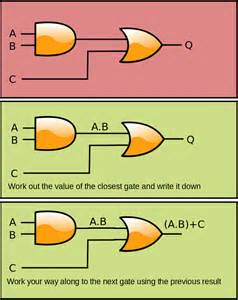 A
B
Q
C
A
A.B
B
Q
C
Work out the value of the closest gate and write it down
A
A.B
(A.B)+C
B
C
Work your way along to the next gate using the previous result